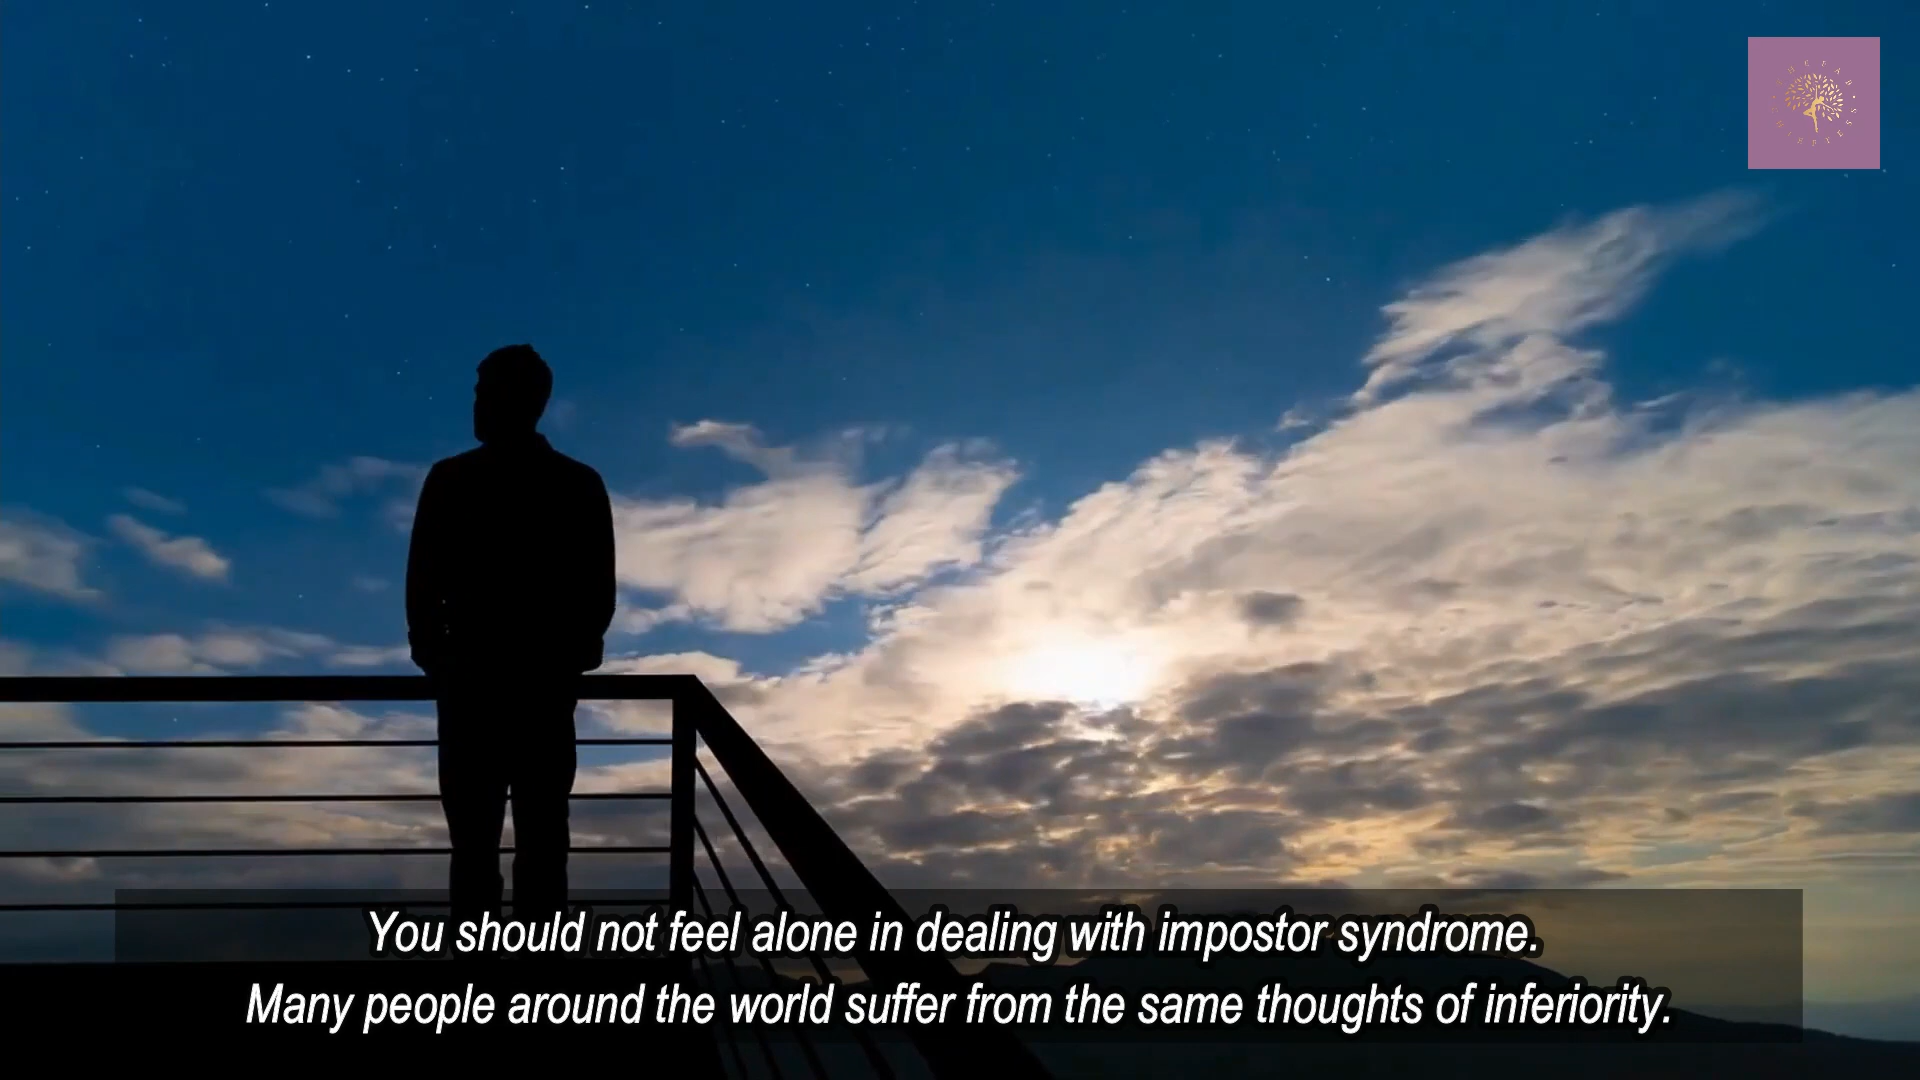 You should not feel alone in dealing with impostor syndrome.
Many people around the world suffer from the same thoughts of inferiority.